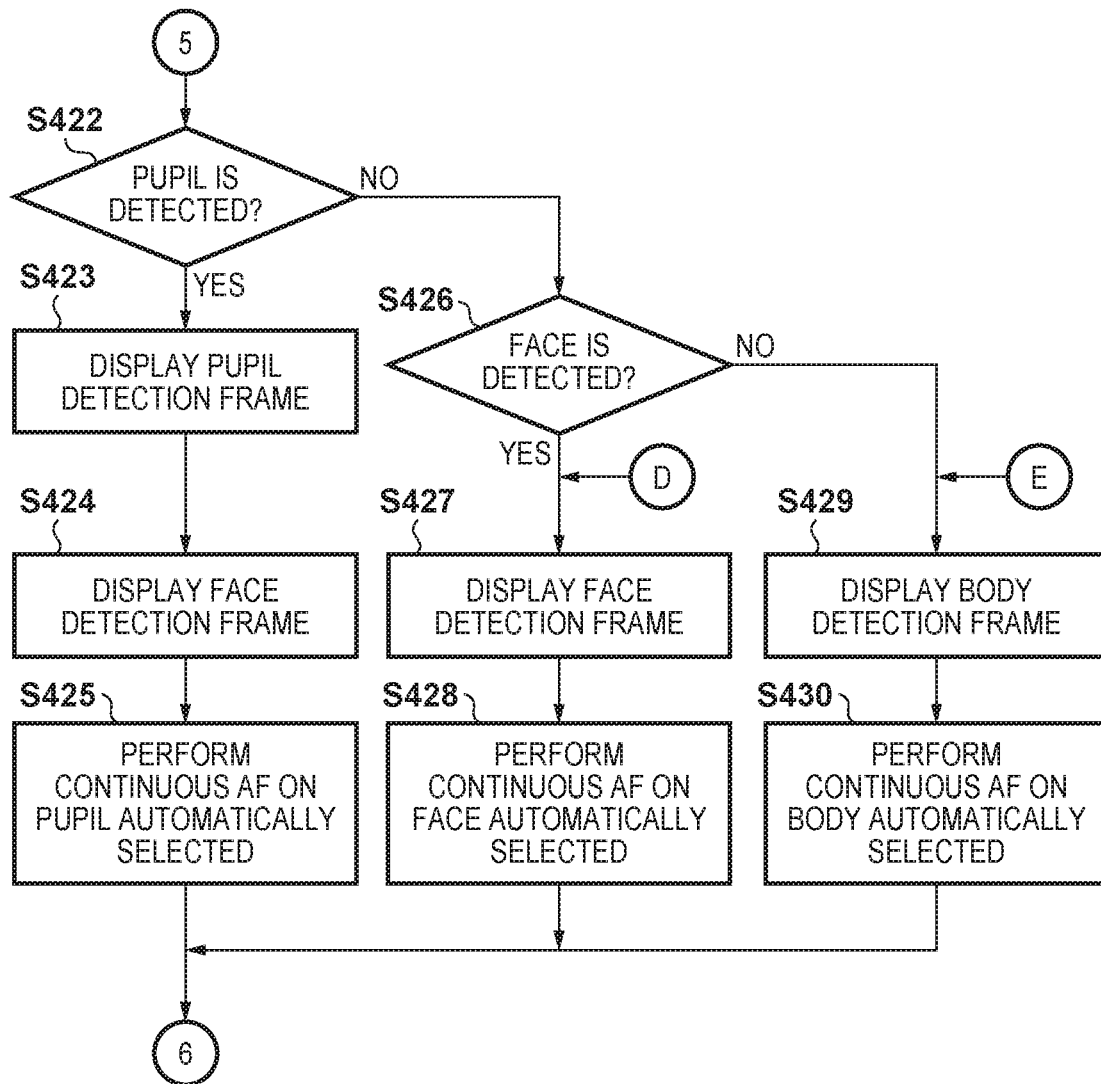 5
S422
PUPIL IS
DETECTED?
NO
YES
S423
DISPLAY PUPIL
DETECTION FRAME
S426
FACE IS
DETECTED?
NO
YES
D
E
S424
DISPLAY FACE
DETECTION FRAME
S427
DISPLAY FACE
DETECTION FRAME
S429
DISPLAY BODY
DETECTION FRAME
S425
PERFORM
CONTINUOUS AF ON
PUPIL AUTOMATICALLY
SELECTED
S428
PERFORM
CONTINUOUS AF ON
FACE AUTOMATICALLY
SELECTED
S430
PERFORM
CONTINUOUS AF ON
BODY AUTOMATICALLY
SELECTED
6